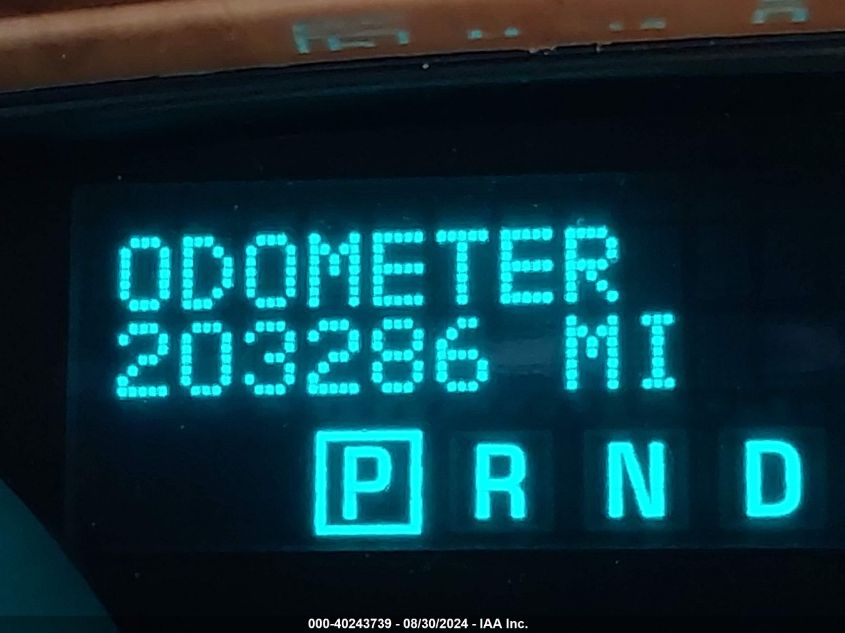 ODOMETER
203286 MI
P R N D
000-40243739 - 08/30/2024 - IAA Inc.